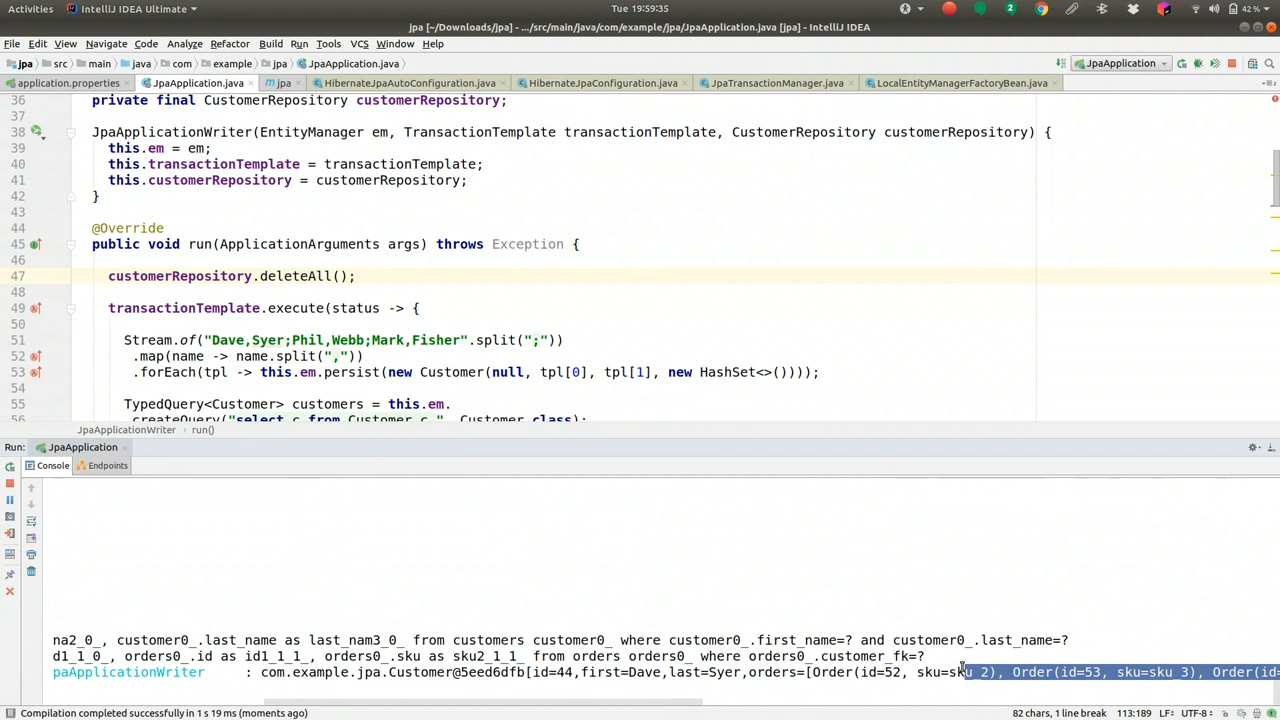 Activities IntelliJ IDEA Ultimate Tue 19:59:35 2 42 %
jpa [~/Downloads/jpa] - .../src/main/java/com/example/jpa/JpaApplication.java [jpa] - IntelliJ IDEA
File Edit View Navigate Code Analyze Refactor Build Run Tools VCS Window Help
jpa src main java com example jpa JpaApplication.java JpaApplication
application.properties JpaApplication.java jpa HibernateJpaAutoConfiguration.java HibernateJpaConfiguration.java JpaTransactionManager.java LocalEntityManagerFactoryBean.java
36 private final CustomerRepository customerRepository;
37
38 JpaApplicationWriter(EntityManager em, TransactionTemplate transactionTemplate, CustomerRepository customerRepository) {
39 this.em = em;
40 this.transactionTemplate = transactionTemplate;
41 this.customerRepository = customerRepository;
42 }
43
44 @Override
45 public void run(ApplicationArguments args) throws Exception {
46
47 customerRepository.deleteAll();
48
49 transactionTemplate.execute(status -> {
50
51 Stream.of("Dave,Syer;Phil,Webb;Mark,Fisher".split(";"))
52 .map(name -> name.split(","))
53 .forEach(tpl -> this.em.persist(new Customer(null, tpl[0], tpl[1], new HashSet<>())));
54
55 TypedQuery<Customer> customers = this.em.
56 createQuery("select c from Customer c ", Customer.class);
JpaApplicationWriter run()
Run: JpaApplication
Console Endpoints
na2_0_, customer0_.last_name as last_nam3_0_ from customers customer0_ where customer0_.first_name=? and customer0_.last_name=?
d1_1_0_, orders0_.id as id1_1_1_, orders0_.sku as sku2_1_1_ from orders orders0_ where orders0_.customer_fk=?
paApplicationWriter : com.example.jpa.Customer@5eed6dfb[id=44,first=Dave,last=Syer,orders=[Order(id=52, sku=sku_2), Order(id=53, sku=sku_3), Order(id=
Compilation completed successfully in 1 s 19 ms (moments ago) 82 chars, 1 line break 113:189 LF÷ UTF-8÷